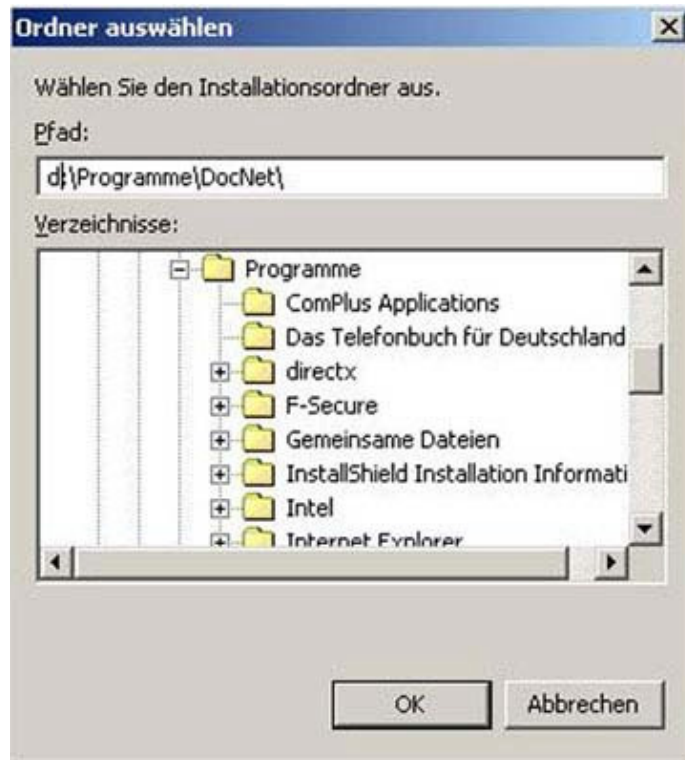 Ordner auswählen
Wählen Sie den Installationsordner aus.
Pfad:
d:\Programme\DocNet\
Verzeichnisse:
Programme
ComPlus Applications
Das Telefonbuch für Deutschland
directx
F-Secure
Gemeinsame Dateien
InstallShield Installation Informati
Intel
Internet Explorer
OK
Abbrechen